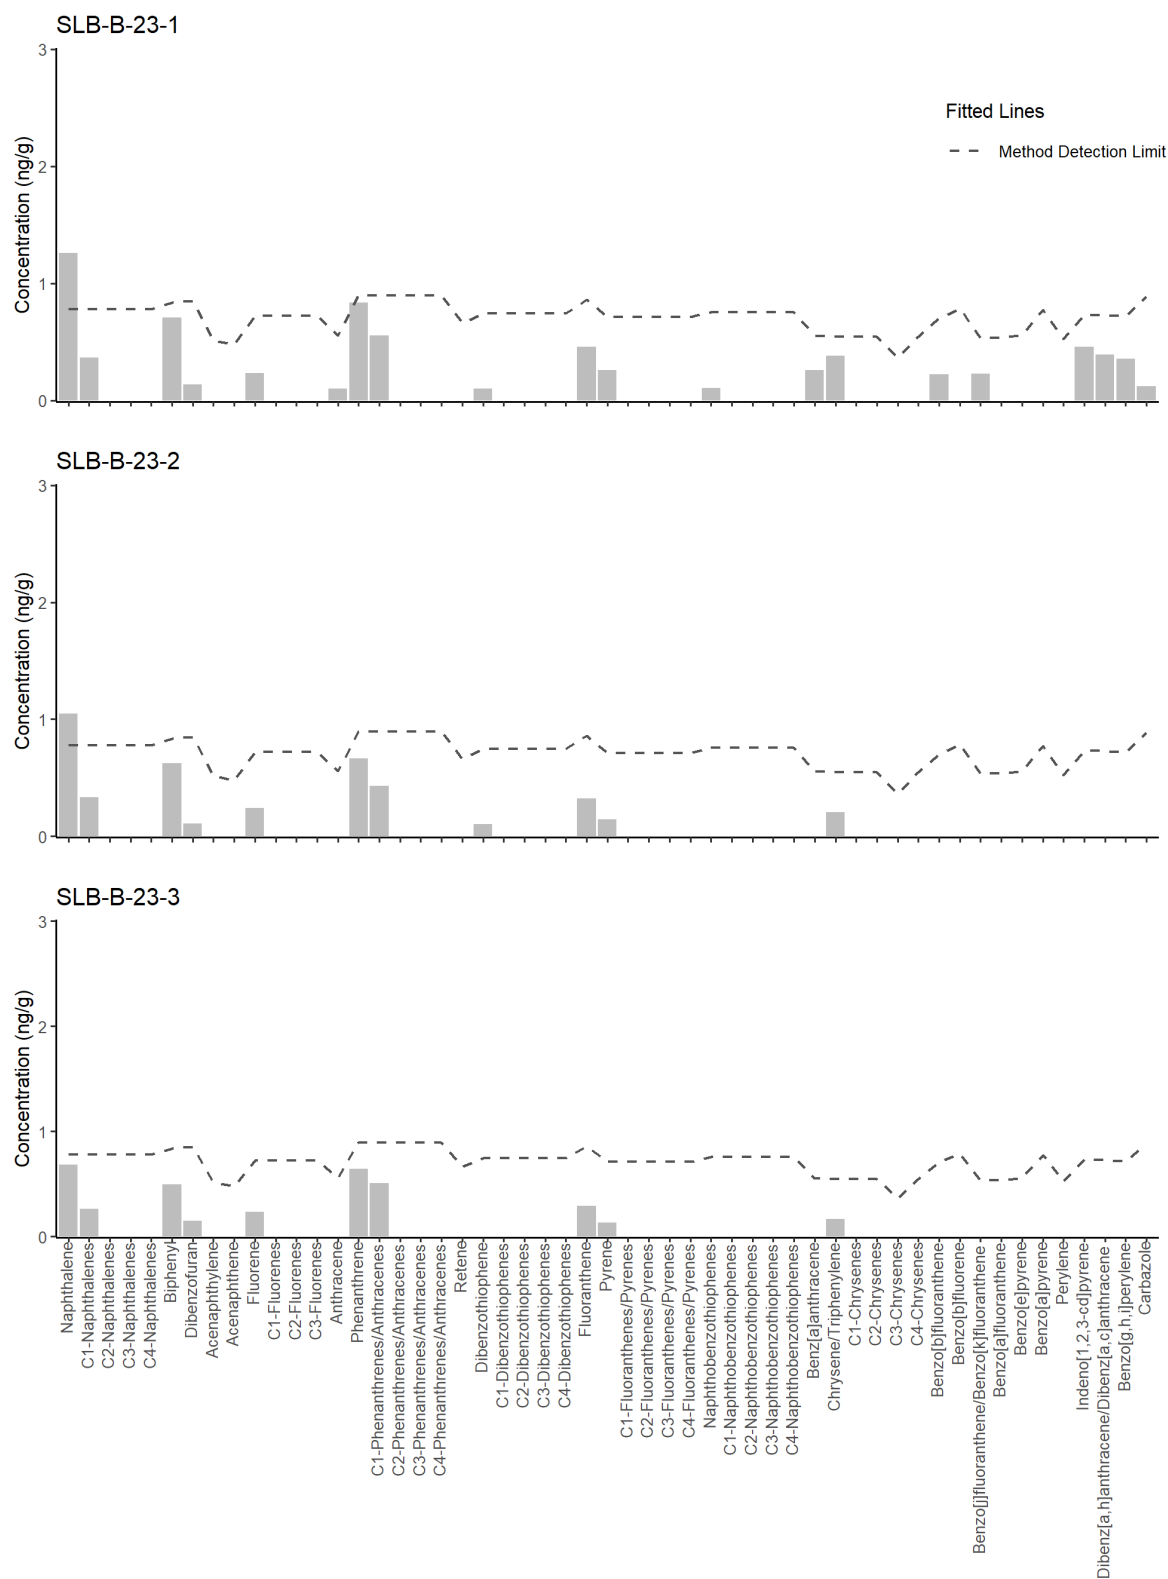 SLB-B-23-1
3
2
1
0
Concentration (ng/g)
Fitted Lines
Method Detection Limit
SLB-B-23-2
3
2
1
0
Concentration (ng/g)
SLB-B-23-3
3
2
1
0
Concentration (ng/g)
Naphthalene
C1-Naphthalenes
C2-Naphthalenes
C3-Naphthalenes
C4-Naphthalenes
Biphenyl
Dibenzofuran
Acenaphthylene
Acenaphthene
Fluorene
C1-Fluorenes
C2-Fluorenes
C3-Fluorenes
Anthracene
Phenanthrene
C1-Phenanthrenes/Anthracenes
C2-Phenanthrenes/Anthracenes
C3-Phenanthrenes/Anthracenes
C4-Phenanthrenes/Anthracenes
Retene
Dibenzothiophene
C1-Dibenzothiophenes
C2-Dibenzothiophenes
C3-Dibenzothiophenes
C4-Dibenzothiophenes
Fluoranthene
Pyrene
C1-Fluoranthenes/Pyrenes
C2-Fluoranthenes/Pyrenes
C3-Fluoranthenes/Pyrenes
C4-Fluoranthenes/Pyrenes
Naphthobenzothiophenes
C1-Naphthobenzothiophenes
C2-Naphthobenzothiophenes
C3-Naphthobenzothiophenes
C4-Naphthobenzothiophenes
Benz[a]anthracene
Chrysene/Triphenylene
C1-Chrysenes
C2-Chrysenes
C3-Chrysenes
C4-Chrysenes
Benzo[b]fluoranthene
Benzo[b]fluorene
Benzo[j]fluoranthene/Benzo[k]fluoranthene
Benzo[a]fluoranthene
Benzo[e]pyrene
Benzo[a]pyrene
Perylene
Indeno[1,2,3-cd]pyrene
Dibenz[a,h]anthracene/Dibenz[a,c]anthracene
Benzo[g,h,i]perylene
Carbazole